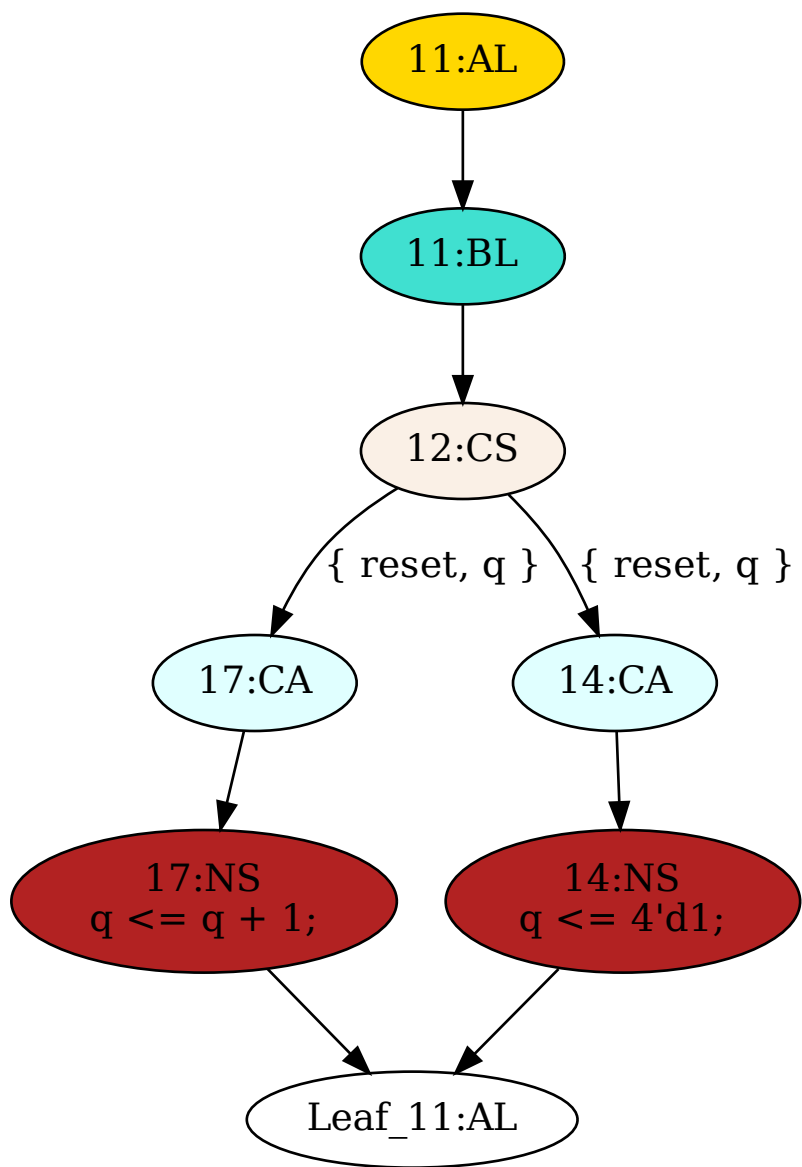 11:AL
11:BL
12:CS
{ reset, q }
{ reset, q }
17:CA
14:CA
17:NS
q <= q + 1;
14:NS
q <= 4'd1;
Leaf_11:AL